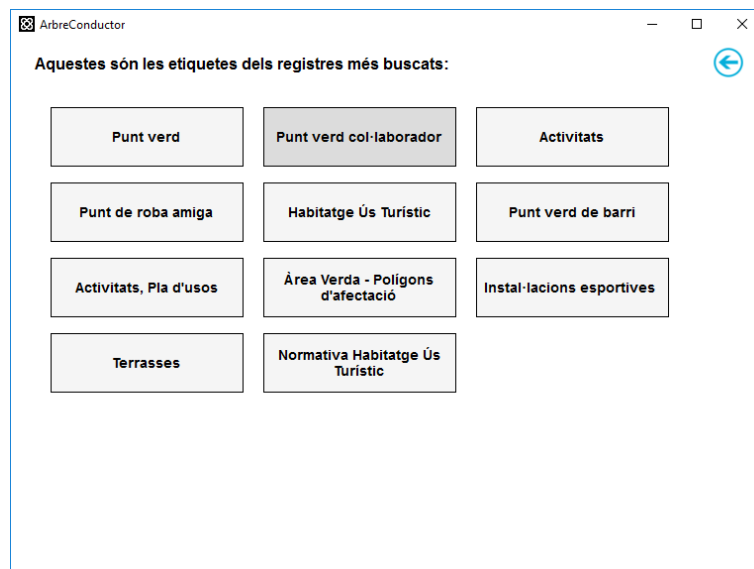 ArbreConductor
Aquestes són les etiquetes dels registres més buscats:
Punt verd
Punt verd col·laborador
Activitats
Punt de roba amiga
Habitatge Ús Turístic
Punt verd de barri
Activitats, Pla d'usos
Àrea Verda - Polígons
d'afectació
Instal·lacions esportives
Terrasses
Normativa Habitatge Ús
Turístic